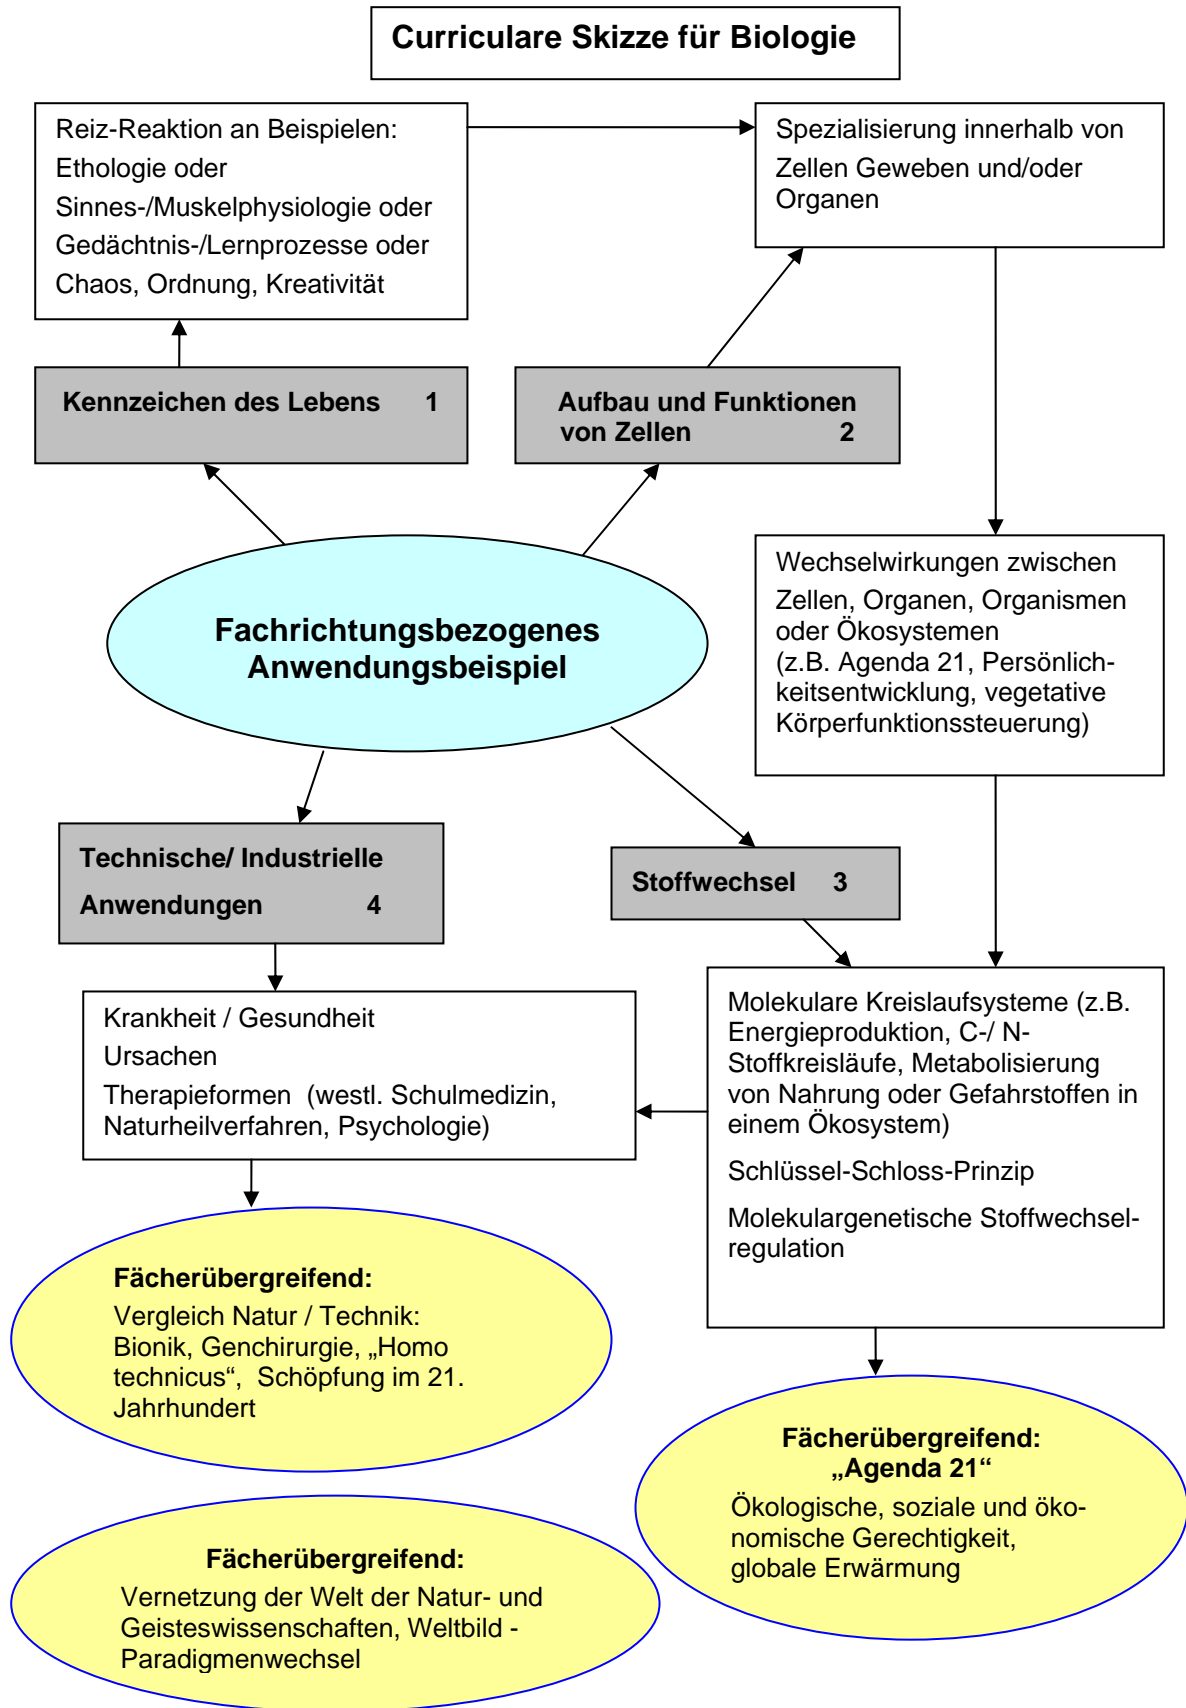 Curriculare Skizze für Biologie
Reiz-Reaktion an Beispielen:
Ethologie oder
Sinnes-/Muskelphysiologie oder
Gedächtnis-/Lernprozesse oder
Chaos, Ordnung, Kreativität
Spezialisierung innerhalb von
Zellen Geweben und/oder
Organen
Kennzeichen des Lebens 1
Aufbau und Funktionen
von Zellen 2
Fachrichtungsbezogenes
Anwendungsbeispiel
Wechselwirkungen zwischen
Zellen, Organen, Organismen
oder Ökosystemen
(z.B. Agenda 21, Persönlich-
keitsentwicklung, vegetative
Körperfunktionssteuerung)
Technische/ Industrielle
Anwendungen 4
Stoffwechsel 3
Krankheit / Gesundheit
Ursachen
Therapieformen (westl. Schulmedizin,
Naturheilverfahren, Psychologie)
Molekulare Kreislaufsysteme (z.B.
Energieproduktion, C-/ N-
Stoffkreisläufe, Metabolisierung
von Nahrung oder Gefahrstoffen in
einem Ökosystem)
Schlüssel-Schloss-Prinzip
Molekulargenetische Stoffwechsel-
regulation
Fächerübergreifend:
Vergleich Natur / Technik:
Bionik, Genchirurgie, „Homo
technicus“, Schöpfung im 21.
Jahrhundert
Fächerübergreifend:
„Agenda 21“
Ökologische, soziale und öko-
nomische Gerechtigkeit,
globale Erwärmung
Fächerübergreifend:
Vernetzung der Welt der Natur- und
Geisteswissenschaften, Weltbild -
Paradigmenwechsel